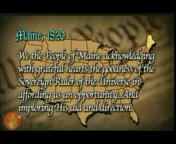 Maine, 1820
We the People of Maine acknowledging
with grateful hearts the goodness of the
Sovereign Ruler of the Universe in
affording us an opportunity...And
imploring His aid and direction.